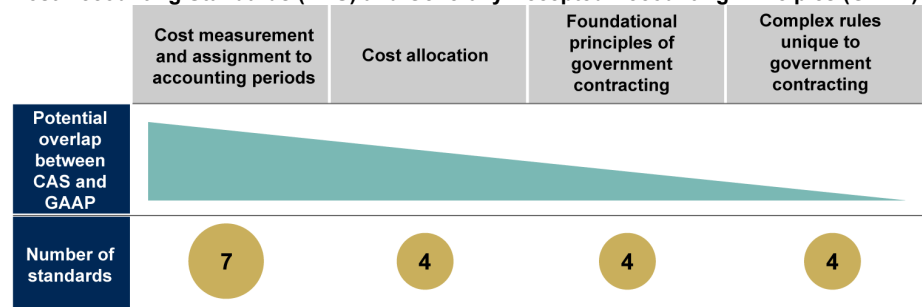 Cost measurement
and assignment to
accounting periods
Cost allocation
Foundational
principles of
government
contracting
Complex rules
unique to
government
contracting
Potential
overlap
between
CAS and
GAAP
Number of
standards
7
4
4
4